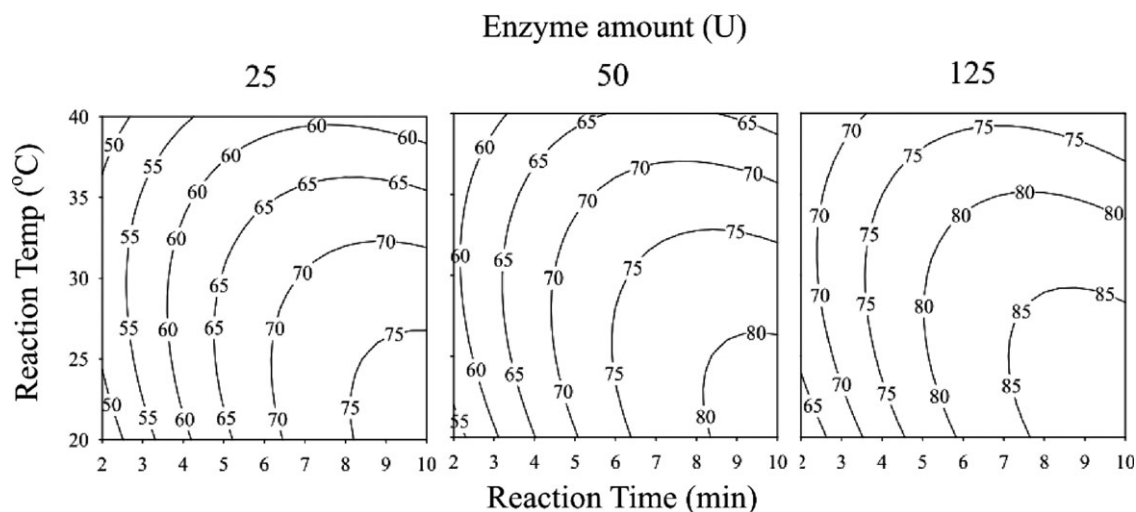 Enzyme amount (U)
25 50 125
Reaction Temp (°C)
40
35
30
25
20
50 55 60 60
55 60 65 65
55 60 65 70
55 60 65 70 75
50 55 60 65 70 75
2 3 4 5 6 7 8 9 10
60 65 65
60 65 70 70
60 65 70 75 75
60 65 70 75 80
55 80
2 3 4 5 6 7 8 9 10
70 75 75
70 75 80 80
70 75 80 85 85
65 70 75 80 85
2 3 4 5 6 7 8 9 10
Reaction Time (min)